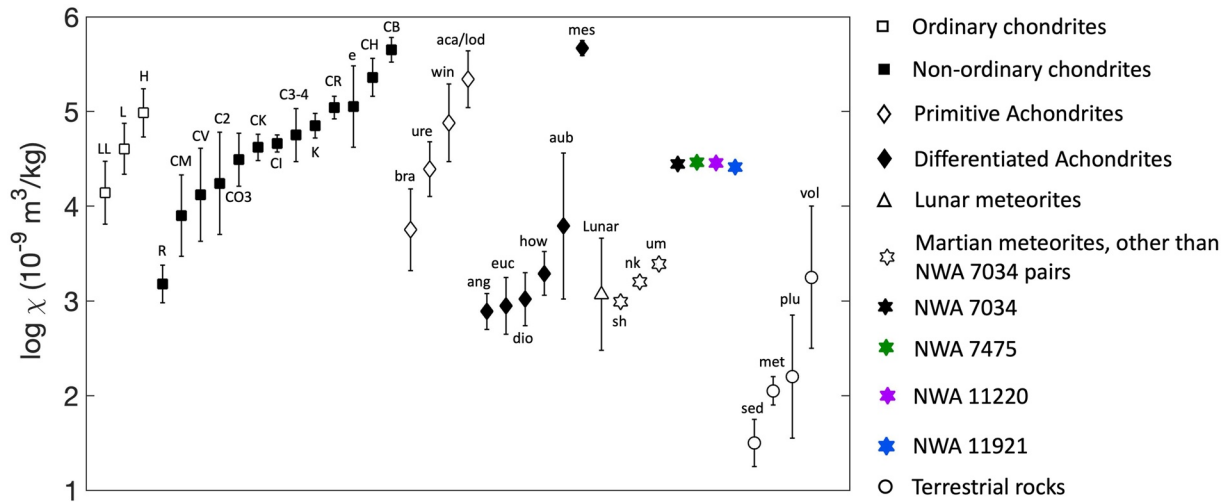 6
5
4
3
2
1
log χ (10⁻⁹ m³/kg)
LL
L
H
R
CM
CV
C2
CO3
CK
CI
C3-4
K
CR
e
CH
CB
bra
ure
win
aca/lod
ang
euc
dio
how
aub
mes
Lunar
sh
nk
um
sed
met
plu
vol
Ordinary chondrites
Non-ordinary chondrites
Primitive Achondrites
Differentiated Achondrites
Lunar meteorites
Martian meteorites, other than
NWA 7034 pairs
NWA 7034
NWA 7475
NWA 11220
NWA 11921
Terrestrial rocks